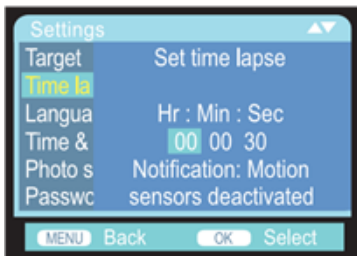 Settings
Target Set time lapse
Time la
Langua Hr : Min : Sec
Time & 00 00 30
Photo s Notification: Motion
Passwc sensors deactivated
MENU Back OK Select